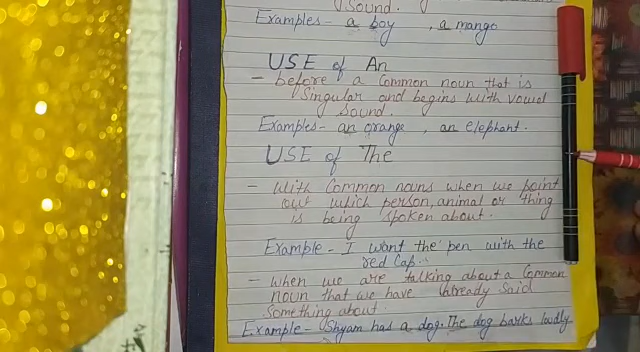 Sound.
Examples- a boy , a mango
USE of An
- before a Common noun that is
Singular and begins with vowel
Sound.
Examples- an orange , an elephant.
USE of The
- With Common nouns when we point
out which person, animal or thing
is being spoken about.
Example - I want the pen with the
red Cap.
- When we are talking about a Common
noun that we have already said
Something about.
Example- Shyam has a dog. The dog barks loudly